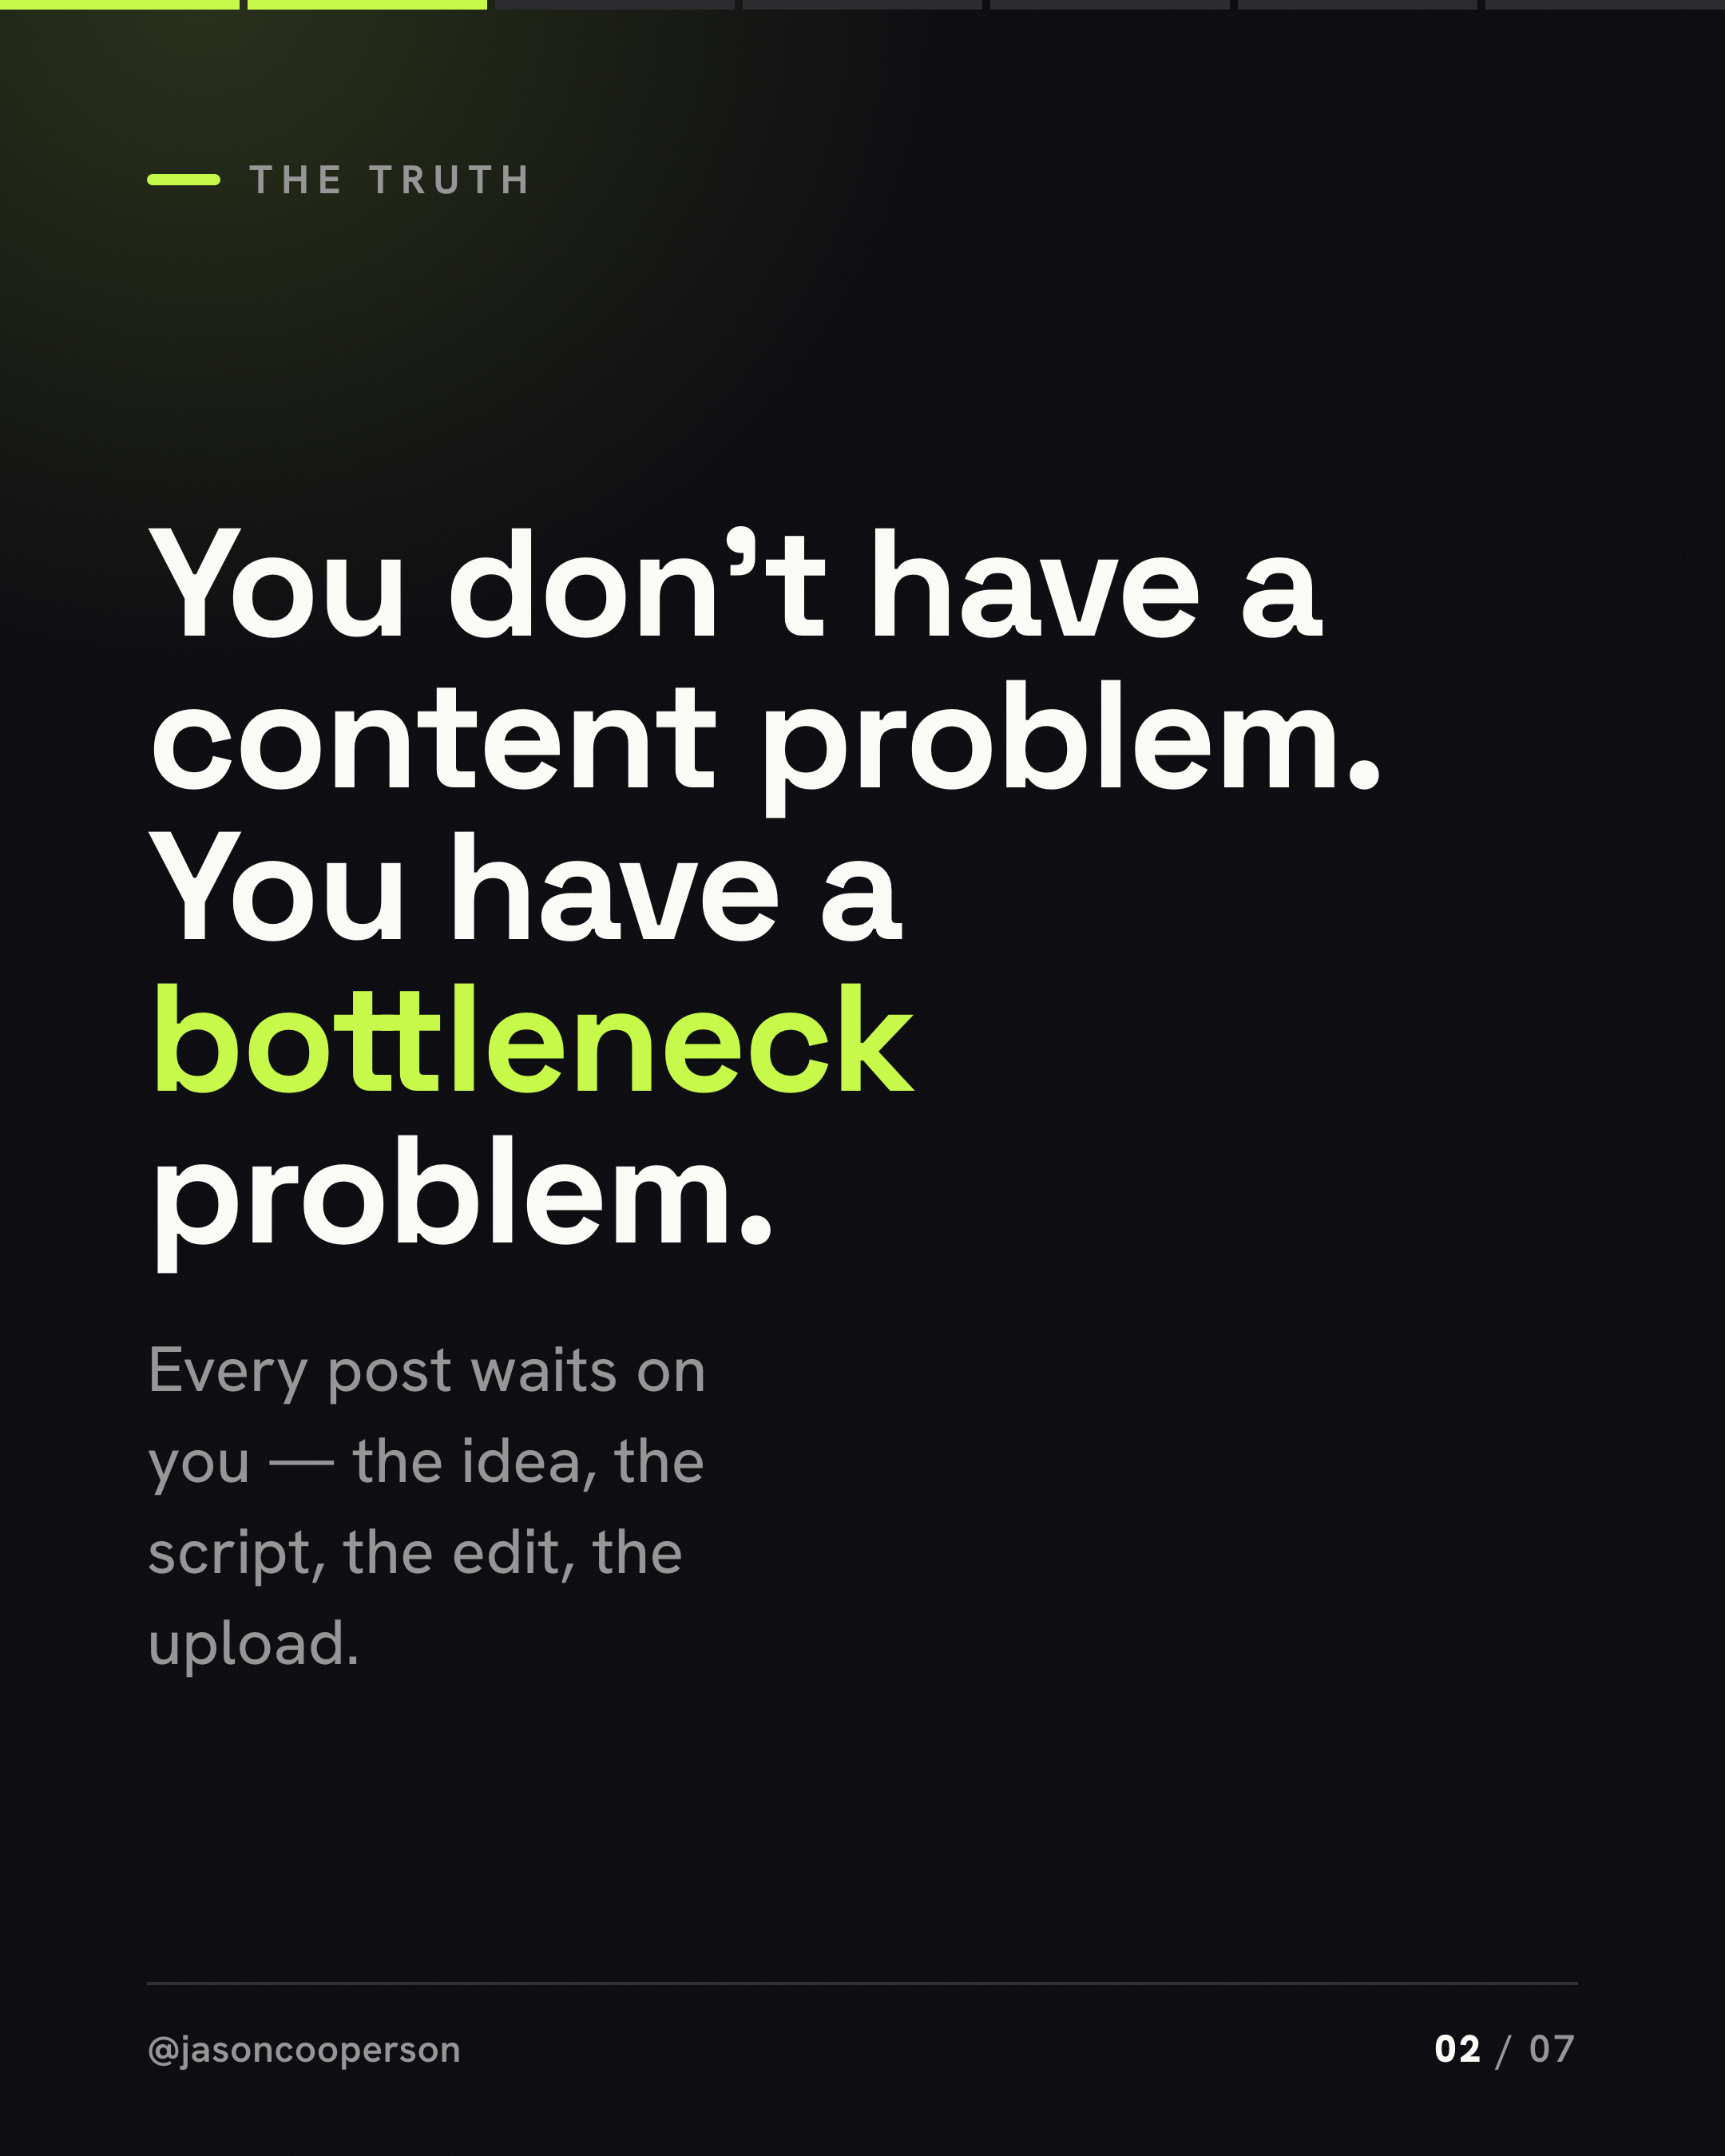 THE TRUTH
You don’t have a
content problem.
You have a
bottleneck
problem.
Every post waits on
you — the idea, the
script, the edit, the
upload.
@jasoncooperson
02 / 07